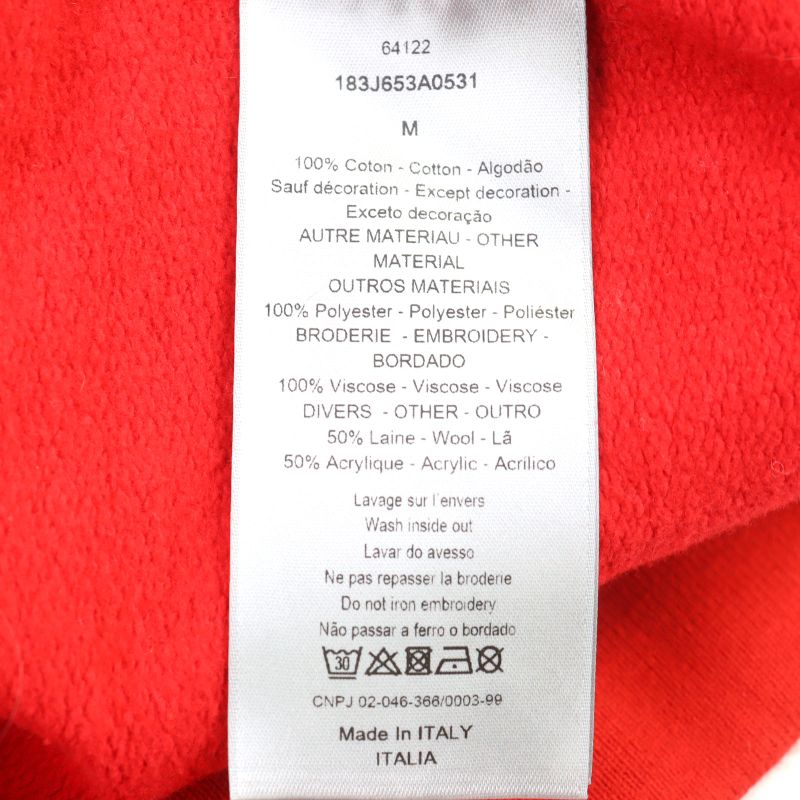 64122
183J653A0531
M
100% Coton - Cotton - Algodão
Sauf décoration - Except decoration -
Exceto decoração
AUTRE MATERIAU - OTHER
MATERIAL
OUTROS MATERIAIS
100% Polyester - Polyester - Poliéster
BRODERIE - EMBROIDERY -
BORDADO
100% Viscose - Viscose - Viscose
DIVERS - OTHER - OUTRO
50% Laine - Wool - Lã
50% Acrylique - Acrylic - Acrílico
Lavage sur l'envers
Wash inside out
Lavar do avesso
Ne pas repasser la broderie
Do not iron embroidery
Não passar a ferro o bordado
30
CNPJ 02-046-366/0003-99
Made In ITALY
ITALIA